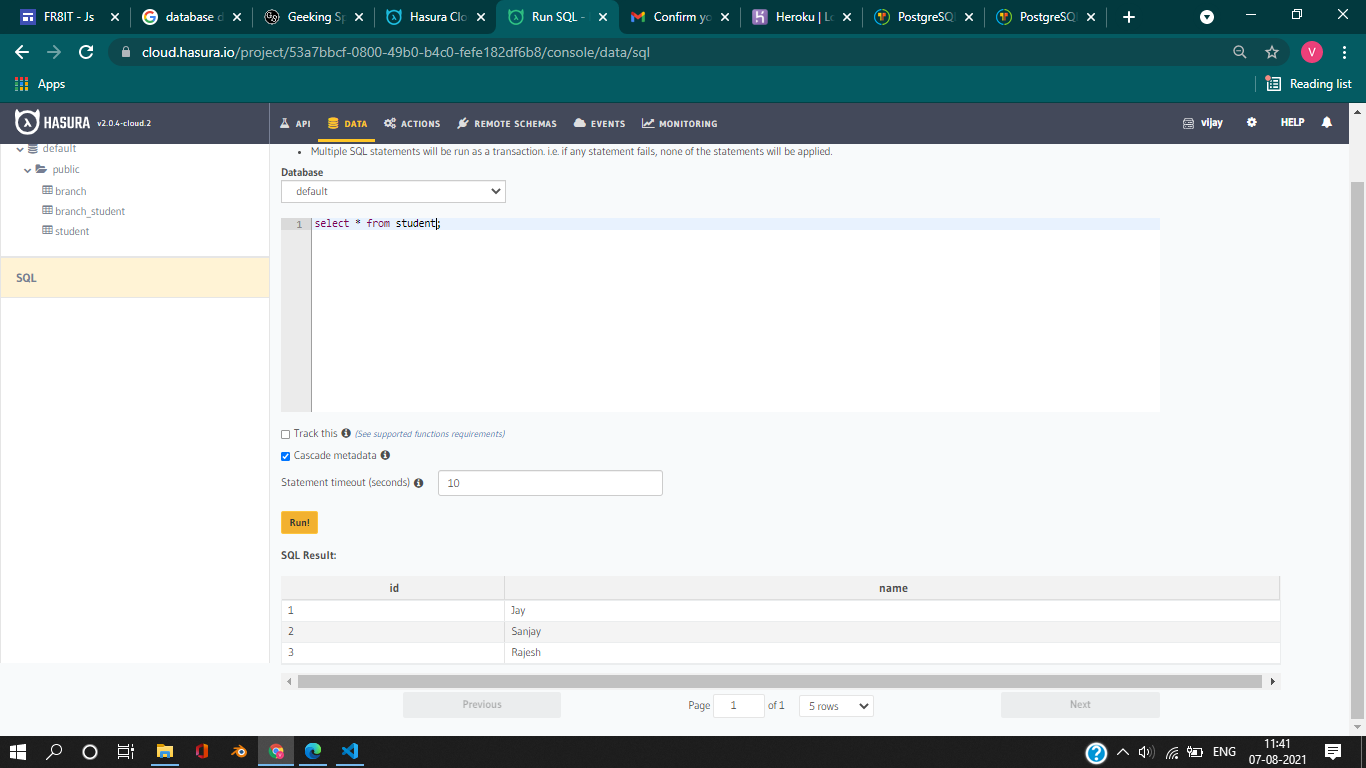 FR8IT - Js
database d
Geeking Sp
Hasura Clo
Run SQL -
Confirm yo
Heroku | Lo
PostgreSQL
PostgreSQL
cloud.hasura.io/project/53a7bbcf-0800-49b0-b4c0-fefe182df6b8/console/data/sql
V
Apps
Reading list
HASURA v2.0.4-cloud.2
API
DATA
ACTIONS
REMOTE SCHEMAS
EVENTS
MONITORING
vijay
HELP
default
public
branch
branch_student
student
SQL
• Multiple SQL statements will be run as a transaction. i.e. if any statement fails, none of the statements will be applied.
Database
default
1 select * from student;
Track this (See supported functions requirements)
Cascade metadata
Statement timeout (seconds) 10
Run!
SQL Result:
id name
1 Jay
2 Sanjay
3 Rajesh
Previous Page 1 of 1 5 rows Next
ENG
11:41
07-08-2021